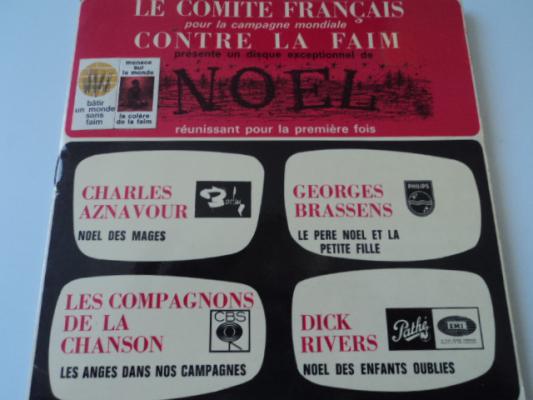 LE COMITE FRANÇAIS
pour la campagne mondiale
CONTRE LA FAIM
présente un disque exceptionnel de
NOEL
bâtir
un monde
sans
faim
menace
sur
le monde
la colère
de la faim
réunissant pour la première fois
CHARLES
AZNAVOUR
Barclay
NOEL DES MAGES
GEORGES
BRASSENS
PHILIPS
LE PERE NOEL ET LA
PETITE FILLE
LES COMPAGNONS
DE LA
CHANSON
CBS
LES ANGES DANS NOS CAMPAGNES
DICK
RIVERS
Pathé
EMI
NOEL DES ENFANTS OUBLIES